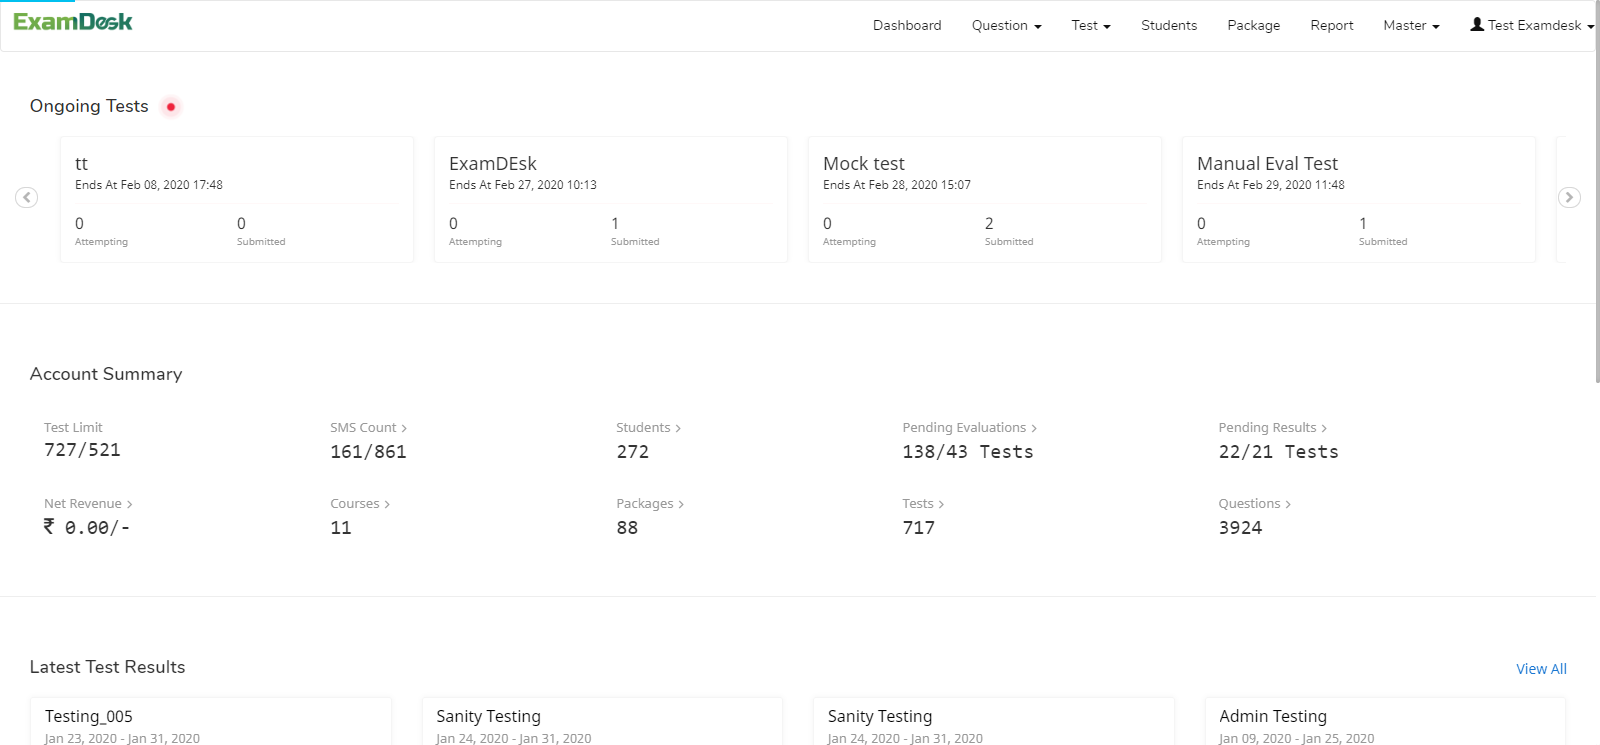 ExamDesk
Dashboard Question Test Students Package Report Master Test Examdesk
Ongoing Tests
tt
Ends At Feb 08, 2020 17:48
0 0
Attempting Submitted
ExamDEsk
Ends At Feb 27, 2020 10:13
0 1
Attempting Submitted
Mock test
Ends At Feb 28, 2020 15:07
0 2
Attempting Submitted
Manual Eval Test
Ends At Feb 29, 2020 11:48
0 1
Attempting Submitted
Account Summary
Test Limit
727/521
SMS Count
161/861
Students
272
Pending Evaluations
138/43 Tests
Pending Results
22/21 Tests
Net Revenue
₹ 0.00/-
Courses
11
Packages
88
Tests
717
Questions
3924
Latest Test Results
View All
Testing_005
Jan 23, 2020 - Jan 31, 2020
Sanity Testing
Jan 24, 2020 - Jan 31, 2020
Sanity Testing
Jan 24, 2020 - Jan 31, 2020
Admin Testing
Jan 09, 2020 - Jan 25, 2020